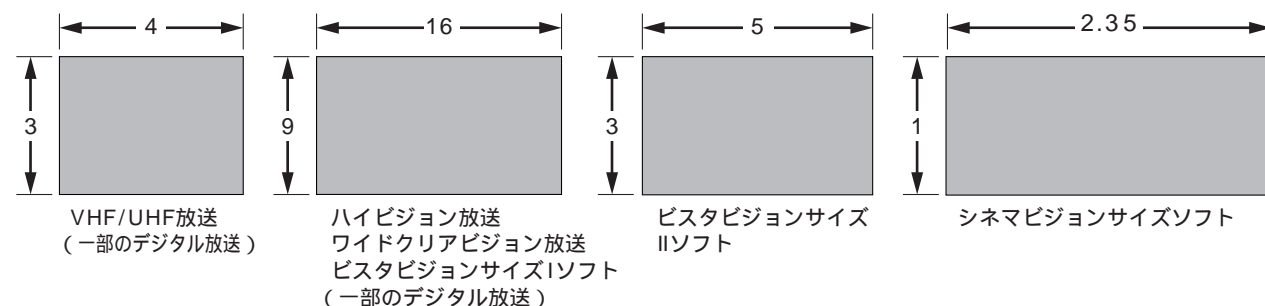 4
3
VHF/UHF放送
(一部のデジタル放送)
16
9
ハイビジョン放送
ワイドクリアビジョン放送
ビスタビジョンサイズIソフト
(一部のデジタル放送)
5
3
ビスタビジョンサイズ
IIソフト
2.35
1
シネマビジョンサイズソフト